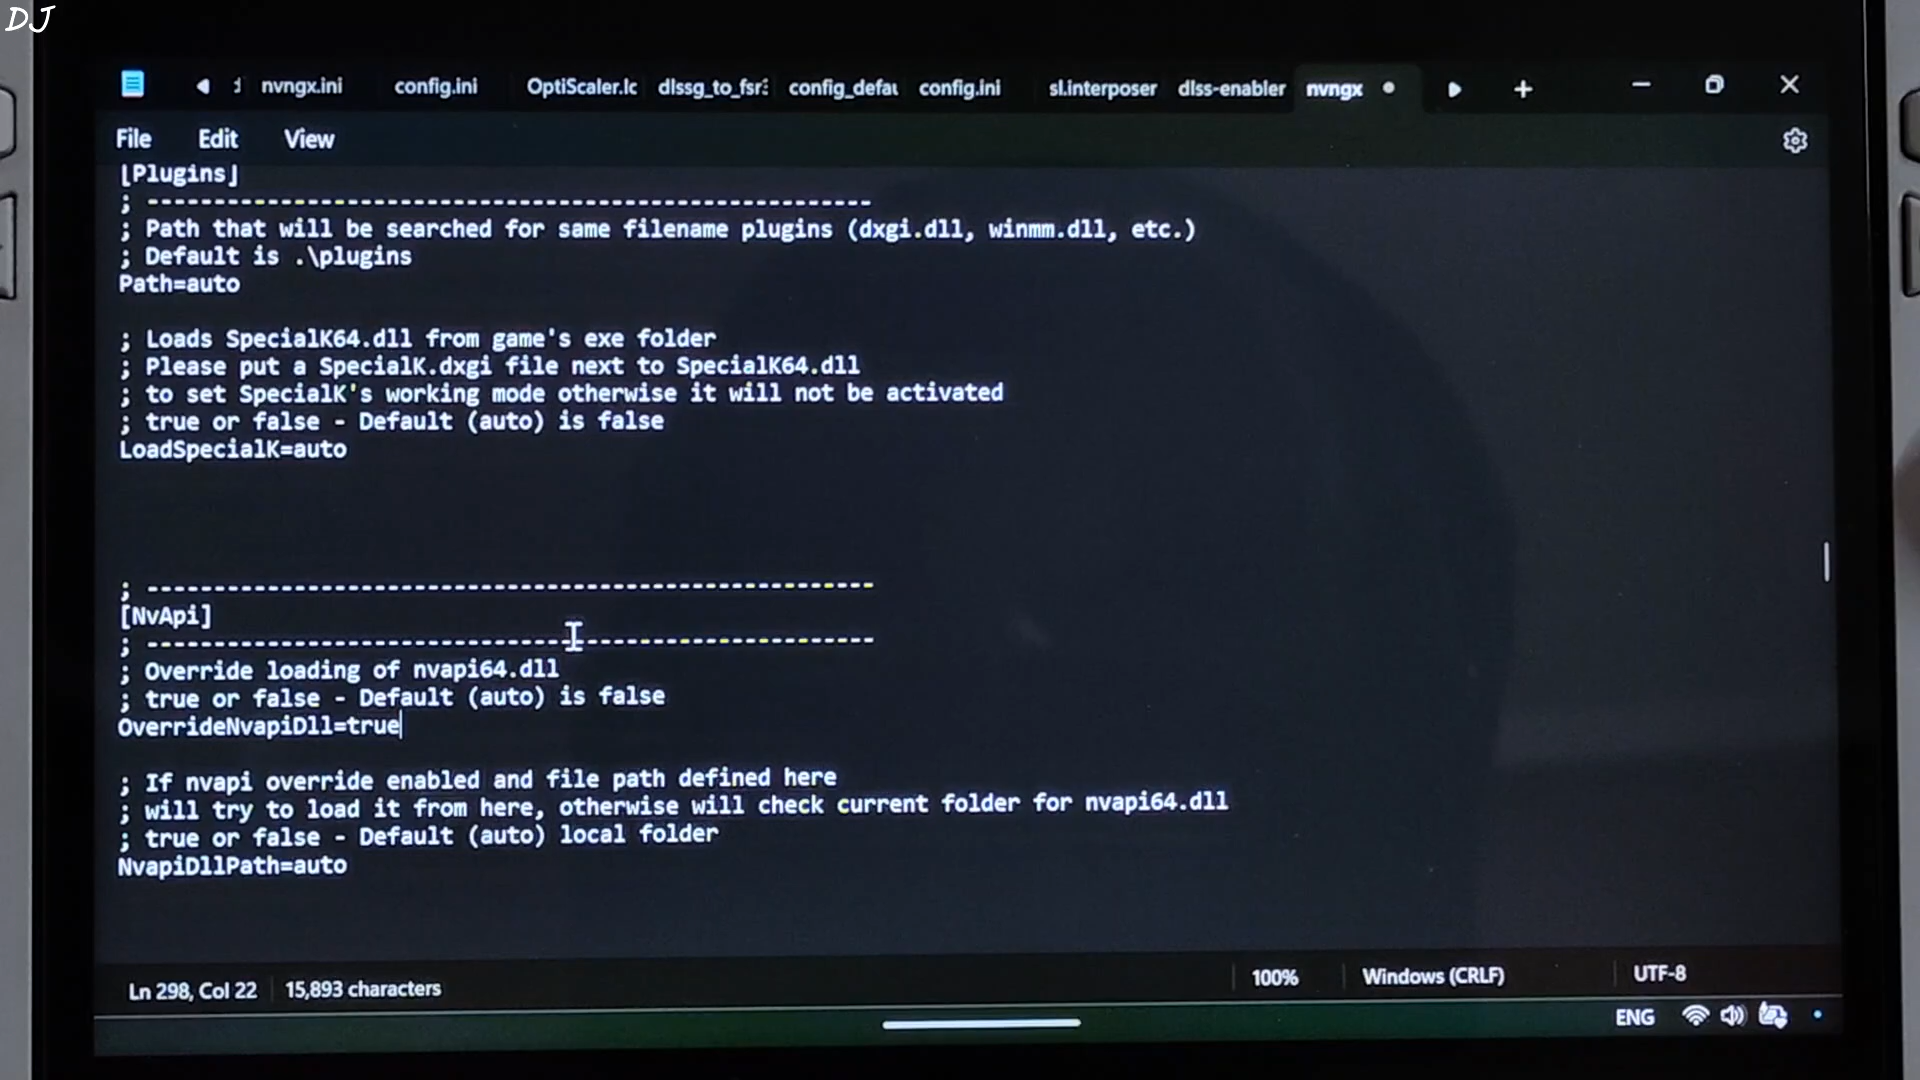 DJ
nvngx.ini config.ini OptiScaler.lc dlssg_to_fsr3 config_defau config.ini sl.interposer dlss-enabler nvngx
File Edit View
[Plugins]
; ------------------------------------------------------
; Path that will be searched for same filename plugins (dxgi.dll, winmm.dll, etc.)
; Default is .\plugins
Path=auto
; Loads SpecialK64.dll from game's exe folder
; Please put a SpecialK.dxgi file next to SpecialK64.dll
; to set SpecialK's working mode otherwise it will not be activated
; true or false - Default (auto) is false
LoadSpecialK=auto
; ------------------------------------------------------
[NvApi]
; ------------------------------------------------------
; Override loading of nvapi64.dll
; true or false - Default (auto) is false
OverrideNvapiDll=true
; If nvapi override enabled and file path defined here
; will try to load it from here, otherwise will check current folder for nvapi64.dll
; true or false - Default (auto) local folder
NvapiDllPath=auto
Ln 298, Col 22 15,893 characters 100% Windows (CRLF) UTF-8
ENG